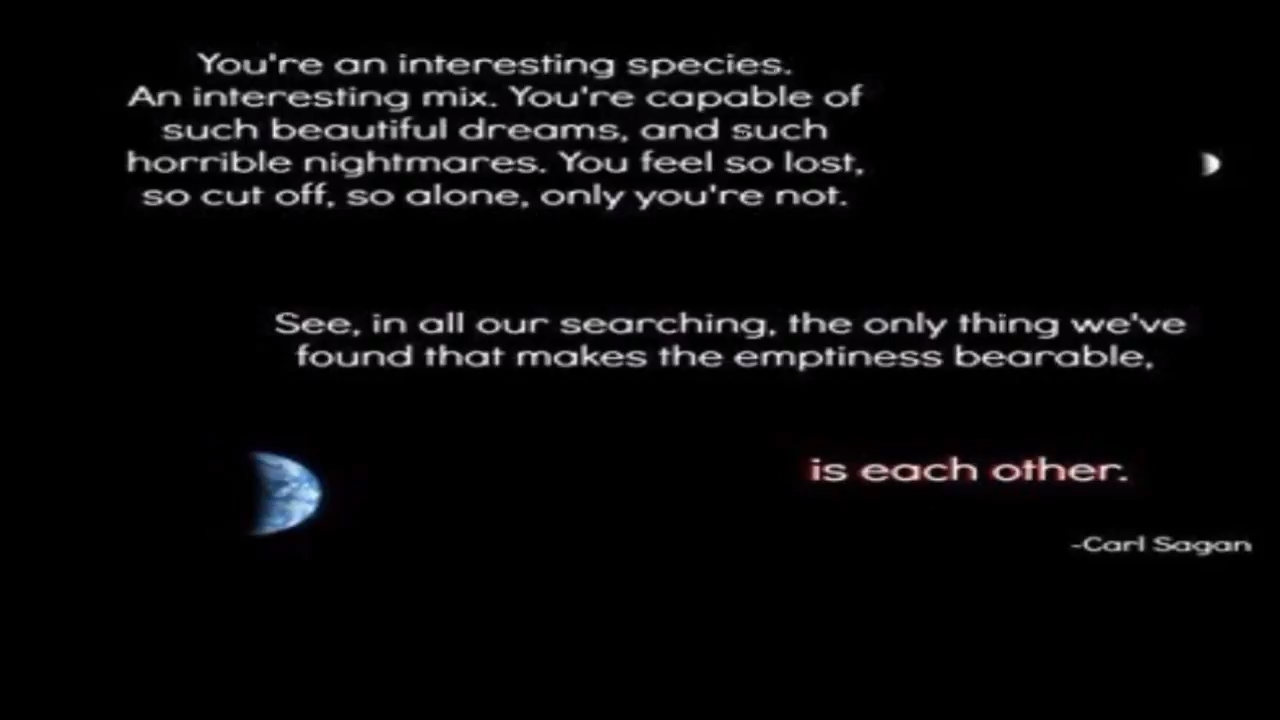 You're an interesting species.
An interesting mix. You're capable of
such beautiful dreams, and such
horrible nightmares. You feel so lost,
so cut off, so alone, only you're not.
See, in all our searching, the only thing we've
found that makes the emptiness bearable,
is each other.
-Carl Sagan